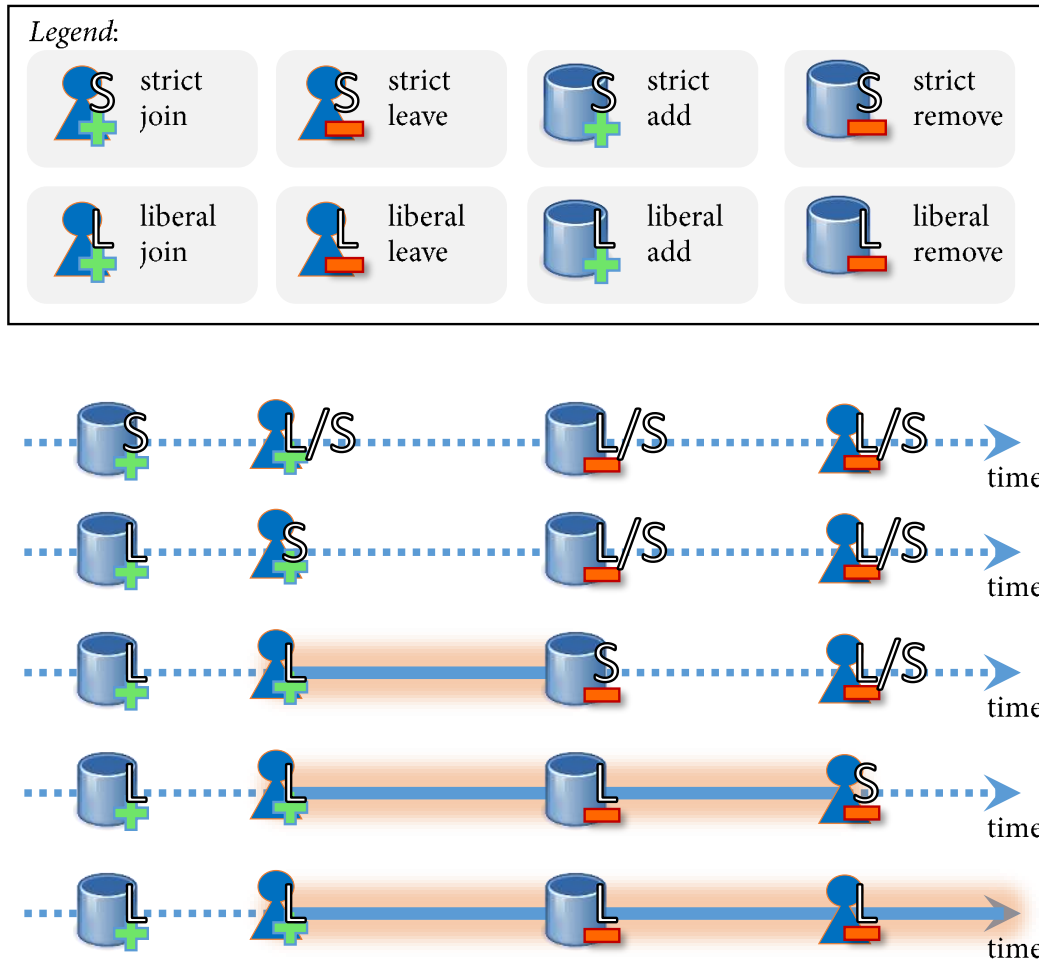 Legend:
S strict join
S strict leave
S strict add
S strict remove
L liberal join
L liberal leave
L liberal add
L liberal remove
S L/S L/S L/S
time
L S L/S L/S
time
L L S L/S
time
L L L S
time
L L L L
time